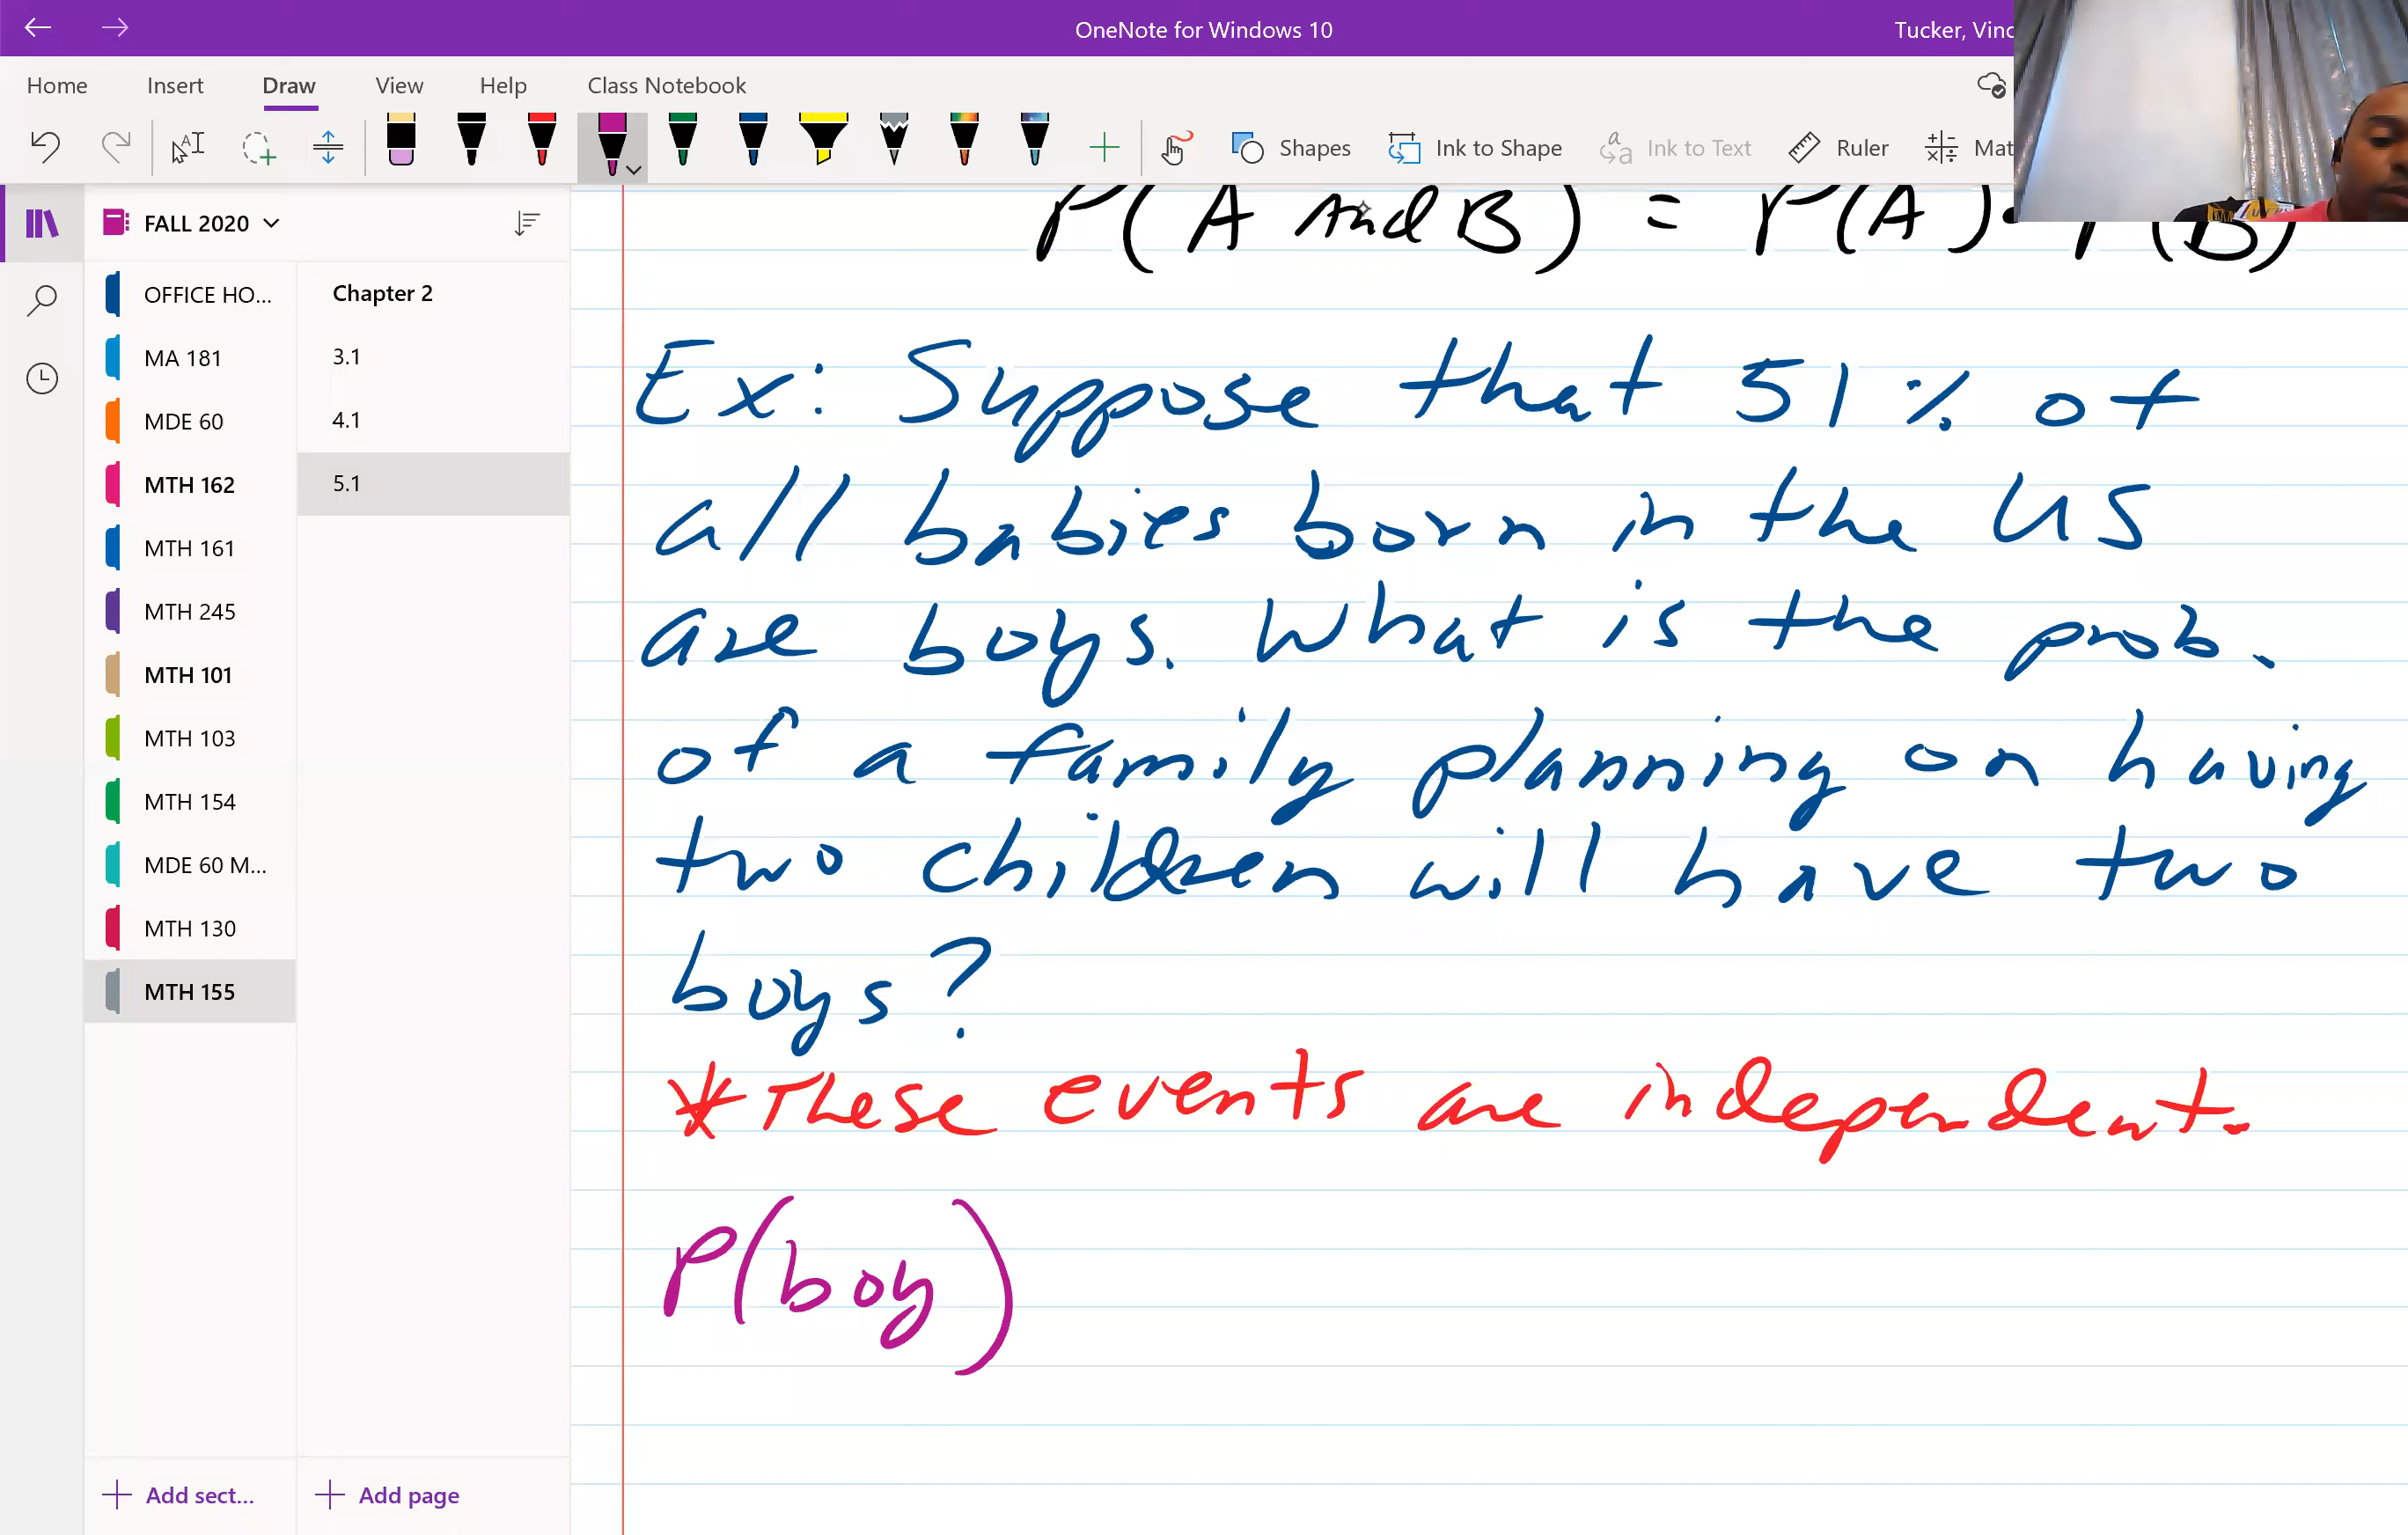 OneNote for Windows 10
Tucker, Vinc
Home Insert Draw View Help Class Notebook
Shapes Ink to Shape Ink to Text Ruler Mat
FALL 2020
OFFICE HO...
MA 181
MDE 60
MTH 162
MTH 161
MTH 245
MTH 101
MTH 103
MTH 154
MDE 60 M...
MTH 130
MTH 155
Add sect...
Chapter 2
3.1
4.1
5.1
Add page
P(A And B) = P(A)•P(B)
Ex: Suppose that 51% of
all babies born in the US
are boys. What is the prob.
of a family planning on having
two children will have two
boys?
*These events are independent.
P(boy)